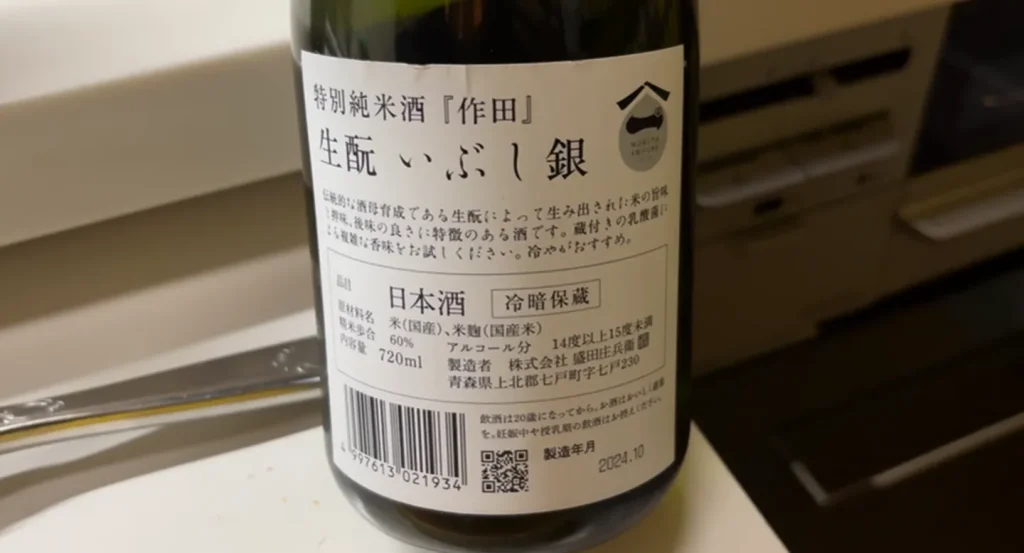 特別純米酒『作田』
生酛 いぶし銀
伝統的な酒母育成である生酛によって生み出された米の旨味
と押味、後味の良さに特徴のある酒です。蔵付きの乳酸菌に
よる複雑な香味をお試しください。冷やがおすすめ。
品目 日本酒 冷暗保蔵
原材料名 米(国産)、米麹(国産米)
精米歩合 60% アルコール分 14度以上15度未満
内容量 720ml 製造者 株式会社 盛田庄兵衛
青森県上北郡七戸町字七戸230
飲酒は20歳になってから。お酒はおいしく適量
を。妊娠中や授乳期の飲酒はお控えください。
製造年月
2024.10
4 997613 021934